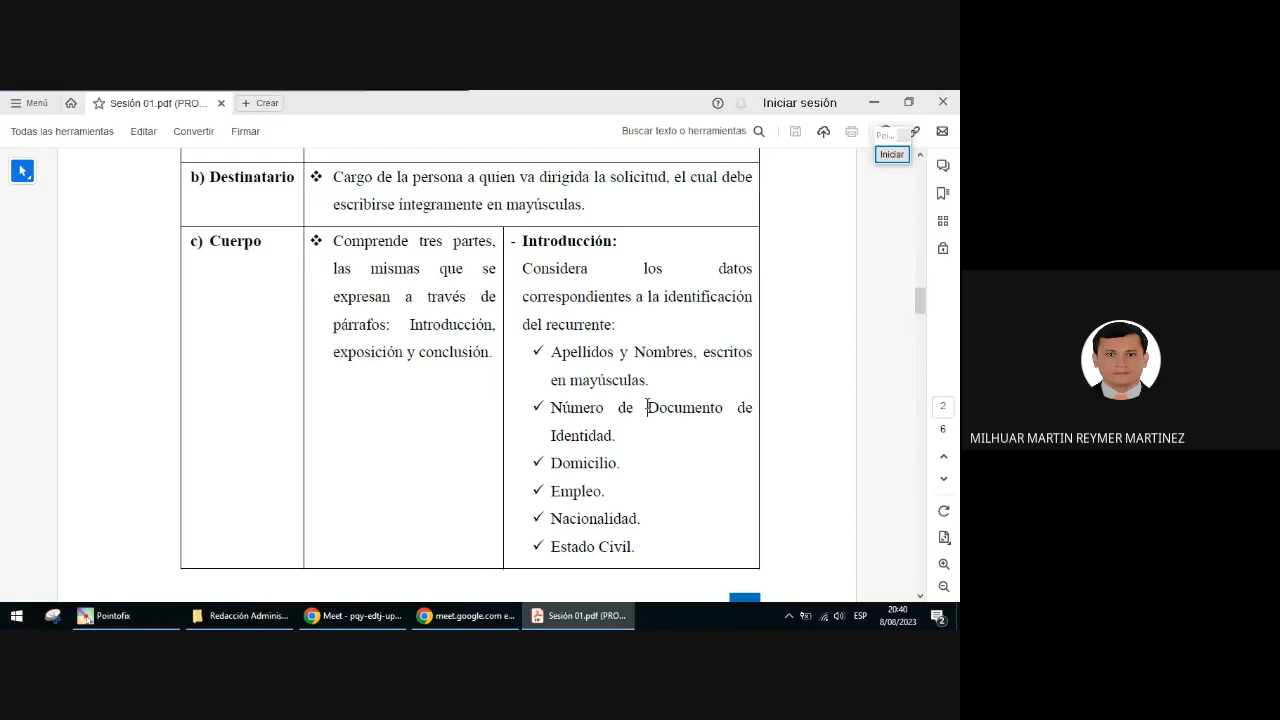 Menú
Sesión 01.pdf (PRO...
Crear
Iniciar sesión
Todas las herramientas
Editar
Convertir
Firmar
Buscar texto o herramientas
Poi...
Iniciar
b) Destinatario
❖ Cargo de la persona a quien va dirigida la solicitud, el cual debe
escribirse íntegramente en mayúsculas.
c) Cuerpo
❖ Comprende tres partes,
las mismas que se
expresan a través de
párrafos: Introducción,
exposición y conclusión.
- Introducción:
Considera los datos
correspondientes a la identificación
del recurrente:
✓ Apellidos y Nombres, escritos
en mayúsculas.
✓ Número de Documento de
Identidad.
✓ Domicilio.
✓ Empleo.
✓ Nacionalidad.
✓ Estado Civil.
2
6
MILHUAR MARTIN REYMER MARTINEZ
Pointofix
Redacción Adminis...
Meet - pqy-edtj-up...
meet.google.com e...
Sesión 01.pdf (PRO...
ESP
20:40
8/08/2023
2